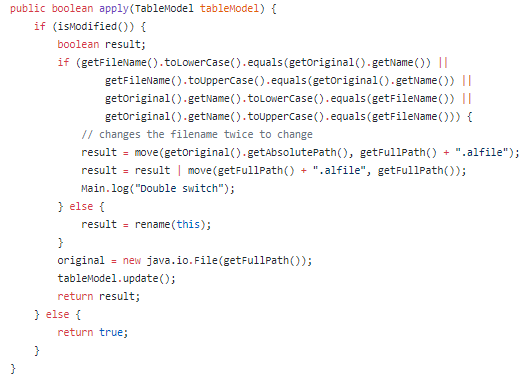 public boolean apply(TableModel tableModel) {
    if (isModified()) {
        boolean result;
        if (getFileName().toLowerCase().equals(getOriginal().getName()) ||
                getFileName().toUpperCase().equals(getOriginal().getName()) ||
                getOriginal().getName().toLowerCase().equals(getFileName()) ||
                getOriginal().getName().toUpperCase().equals(getFileName())) {
            // changes the filename twice to change
            result = move(getOriginal().getAbsolutePath(), getFullPath() + ".alfile");
            result = result | move(getFullPath() + ".alfile", getFullPath());
            Main.log("Double switch");
        } else {
            result = rename(this);
        }
        original = new java.io.File(getFullPath());
        tableModel.update();
        return result;
    } else {
        return true;
    }
}